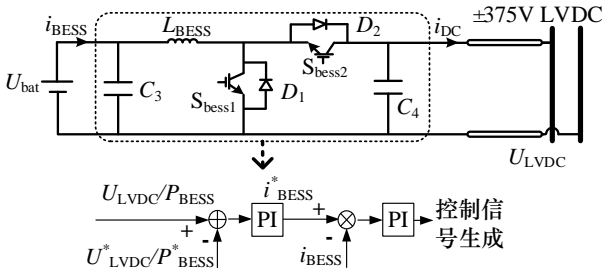 i_BESS
L_BESS
D_2
i_DC
±375V LVDC
U_bat
C_3
S_bess1
D_1
S_bess2
C_4
U_LVDC
U_LVDC/P_BESS
+
-
U*_LVDC/P*_BESS
PI
i*_BESS
+
-
i_BESS
PI
控制信
号生成